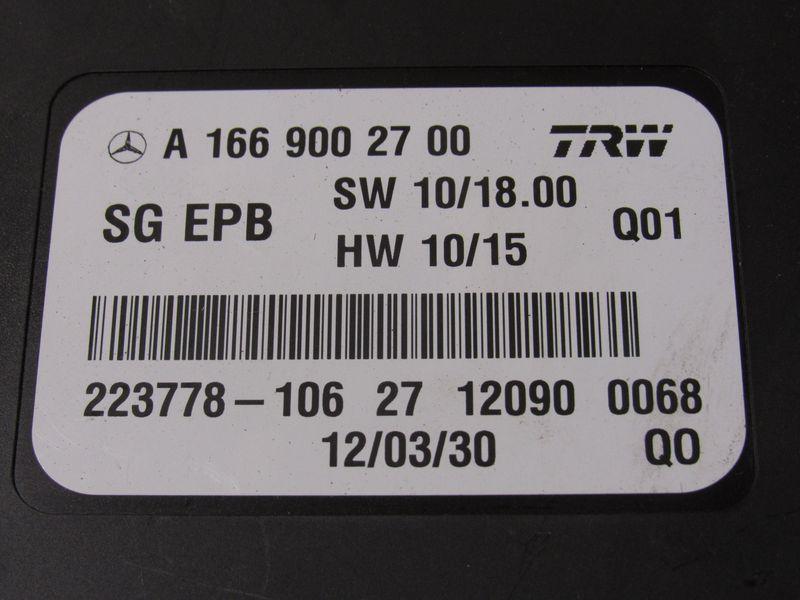 A 166 900 27 00 TRW
SW 10/18.00
SG EPB Q01
HW 10/15
223778-106 27 12090 0068
12/03/30 QO